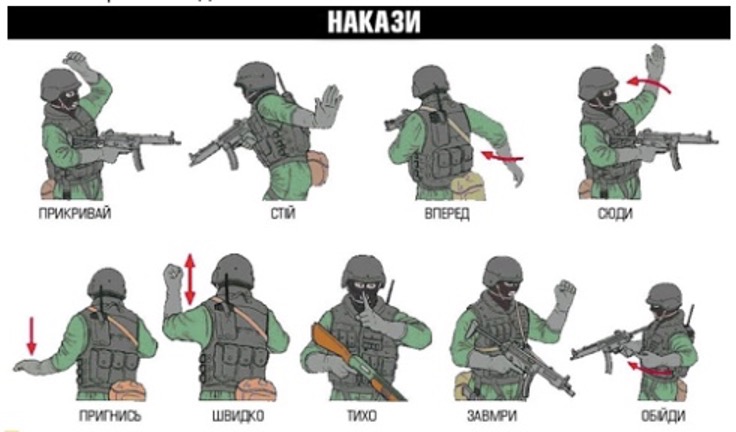 НАКАЗИ
ПРИКРИВАЙ
СТІЙ
ВПЕРЕД
СЮДИ
ПРИГНИСЬ
ШВИДКО
ТИХО
ЗАВМРИ
ОБІЙДИ